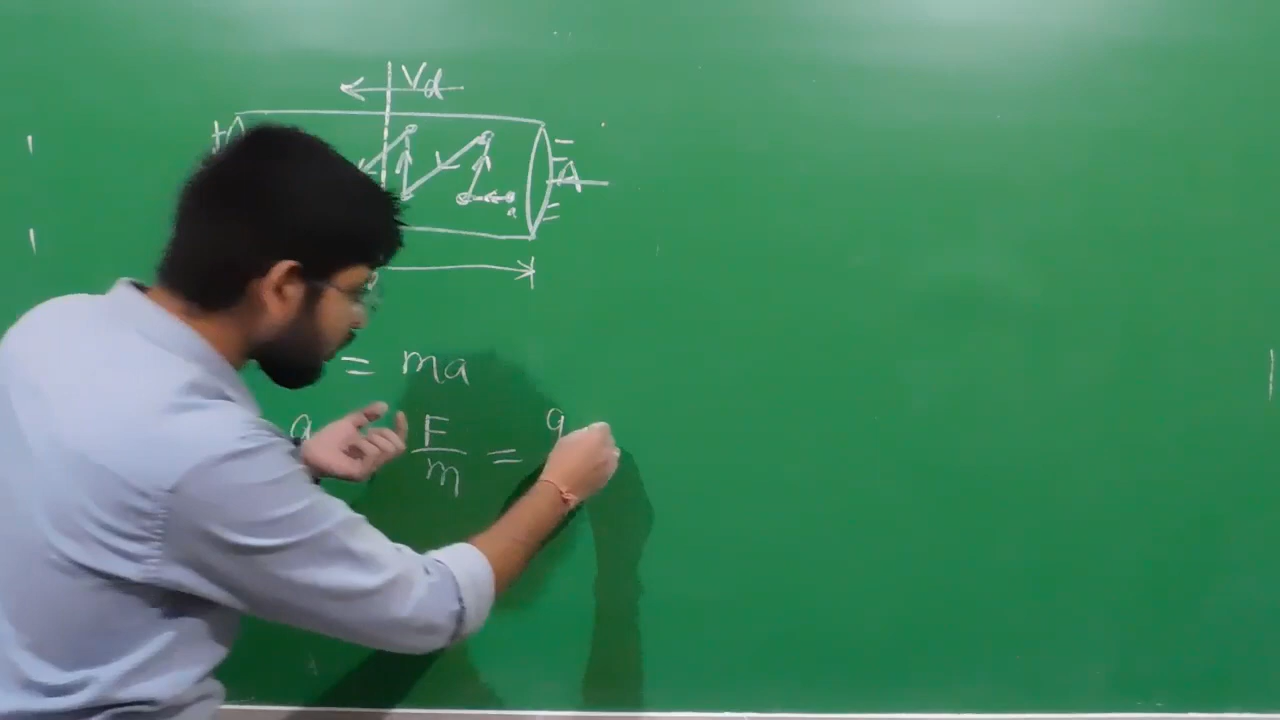 Vd
A
= ma
a F/m = q